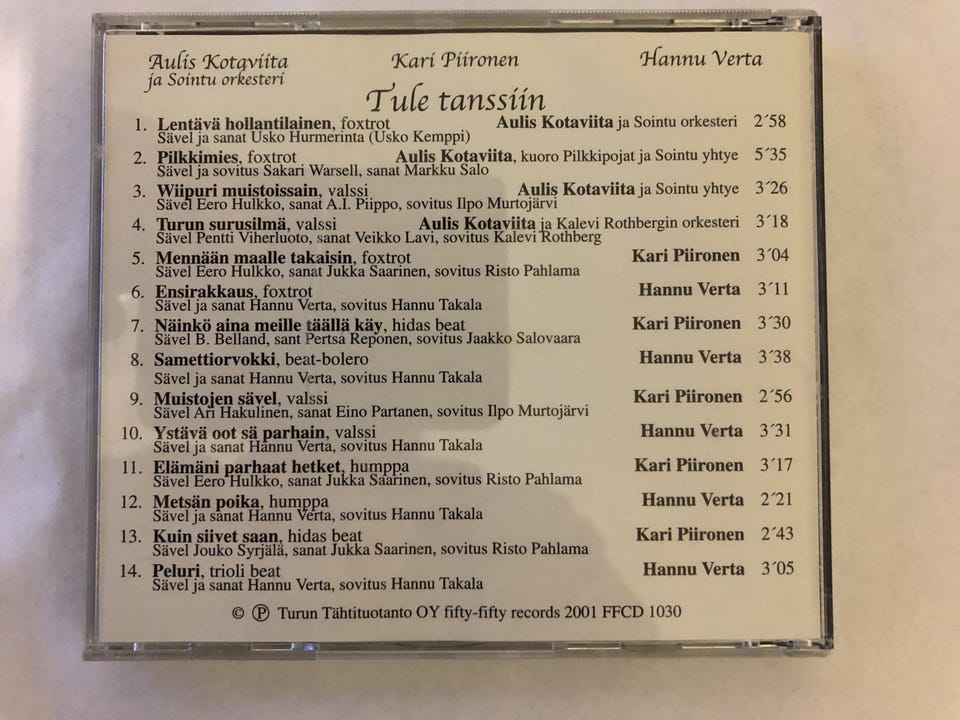 Aulis Kotaviita Kari Piironen Hannu Verta
ja Sointu orkesteri
Tule tanssiin
1. Lentävä hollantilainen, foxtrot Aulis Kotaviita ja Sointu orkesteri 2´58
Sävel ja sanat Usko Hurmerinta (Usko Kemppi)
2. Pilkkimies, foxtrot Aulis Kotaviita, kuoro Pilkkipojat ja Sointu yhtye 5´35
Sävel ja sovitus Sakari Warsell, sanat Markku Salo
3. Wiipuri muistoissain, valssi Aulis Kotaviita ja Sointu yhtye 3´26
Sävel Eero Hulkko, sanat A.I. Piippo, sovitus Ilpo Murtojärvi
4. Turun surusilmä, valssi Aulis Kotaviita ja Kalevi Rothbergin orkesteri 3´18
Sävel Pentti Viherluoto, sanat Veikko Lavi, sovitus Kalevi Rothberg
5. Mennään maalle takaisin, foxtrot Kari Piironen 3´04
Sävel Eero Hulkko, sanat Jukka Saarinen, sovitus Risto Pahlama
6. Ensirakkaus, foxtrot Hannu Verta 3´11
Sävel ja sanat Hannu Verta, sovitus Hannu Takala
7. Näinkö aina meille täällä käy, hidas beat Kari Piironen 3´30
Sävel B. Belland, sant Pertsa Reponen, sovitus Jaakko Salovaara
8. Samettiorvokki, beat-bolero Hannu Verta 3´38
Sävel ja sanat Hannu Verta, sovitus Hannu Takala
9. Muistojen sävel, valssi Kari Piironen 2´56
Sävel Ari Hakulinen, sanat Eino Partanen, sovitus Ilpo Murtojärvi
10. Ystävä oot sä parhain, valssi Hannu Verta 3´31
Sävel ja sanat Hannu Verta, sovitus Hannu Takala
11. Elämäni parhaat hetket, humppa Kari Piironen 3´17
Sävel Eero Hulkko, sanat Jukka Saarinen, sovitus Risto Pahlama
12. Metsän poika, humppa Hannu Verta 2´21
Sävel ja sanat Hannu Verta, sovitus Hannu Takala
13. Kuin siivet saan, hidas beat Kari Piironen 2´43
Sävel Jouko Syrjälä, sanat Jukka Saarinen, sovitus Risto Pahlama
14. Peluri, trioli beat Hannu Verta 3´05
Sävel ja sanat Hannu Verta, sovitus Hannu Takala
© ℗ Turun Tähtituotanto OY fifty-fifty records 2001 FFCD 1030